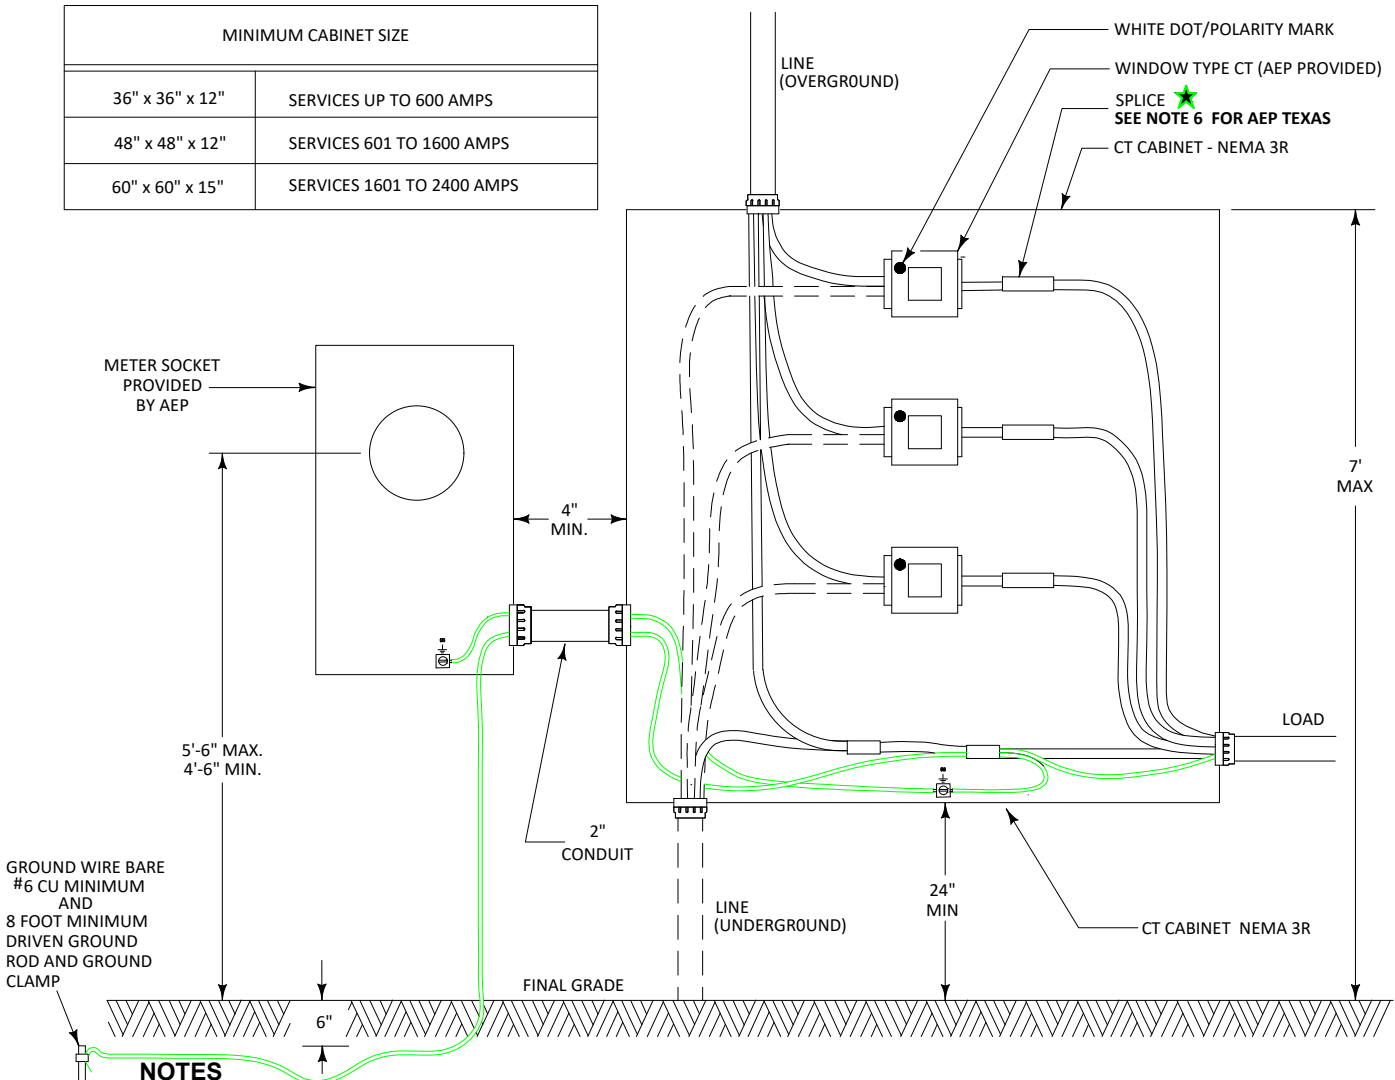 MINIMUM CABINET SIZE
36" x 36" x 12" SERVICES UP TO 600 AMPS
48" x 48" x 12" SERVICES 601 TO 1600 AMPS
60" x 60" x 15" SERVICES 1601 TO 2400 AMPS
LINE
(OVERGR0UND)
WHITE DOT/POLARITY MARK
WINDOW TYPE CT (AEP PROVIDED)
SPLICE
SEE NOTE 6 FOR AEP TEXAS
CT CABINET - NEMA 3R
METER SOCKET
PROVIDED
BY AEP
4"
MIN.
7'
MAX
LOAD
5'-6" MAX.
4'-6" MIN.
2"
CONDUIT
24"
MIN
LINE
(UNDERGR0UND)
CT CABINET NEMA 3R
GROUND WIRE BARE
#6 CU MINIMUM
AND
8 FOOT MINIMUM
DRIVEN GROUND
ROD AND GROUND
CLAMP
FINAL GRADE
6"
NOTES